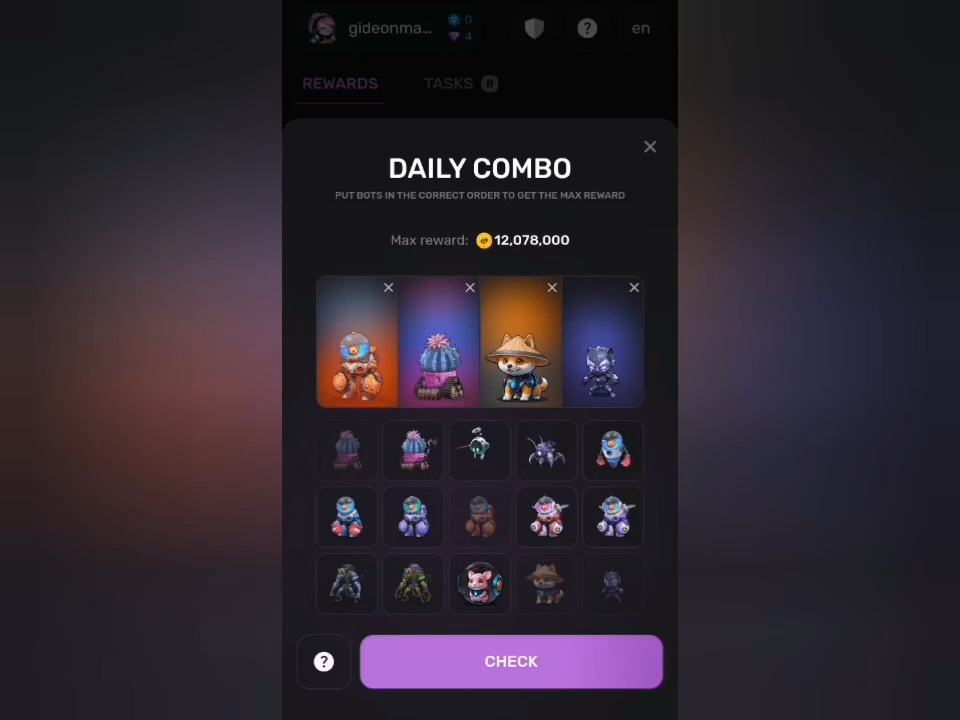 gideonma... 0
4
? en
REWARDS TASKS 8
DAILY COMBO
PUT BOTS IN THE CORRECT ORDER TO GET THE MAX REWARD
Max reward: 12,078,000
? CHECK